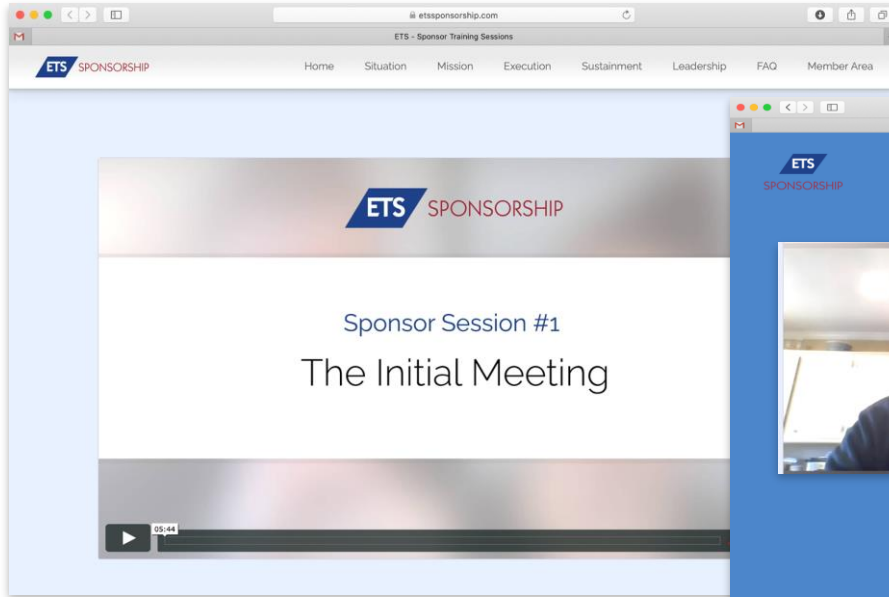 etssponsorship.com
ETS - Sponsor Training Sessions
ETS SPONSORSHIP
Home Situation Mission Execution Sustainment Leadership FAQ Member Area
ETS SPONSORSHIP
Sponsor Session #1
The Initial Meeting
05:44
ETS
SPONSORSHIP